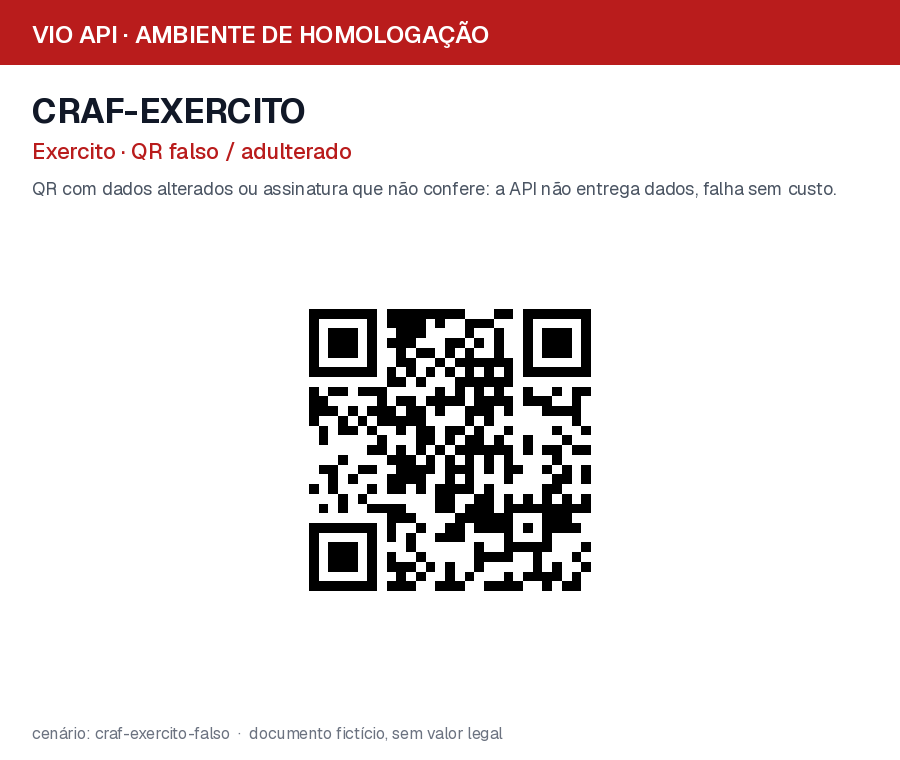 VIO API · AMBIENTE DE HOMOLOGAÇÃO
CRAF-EXERCITO
Exercito · QR falso / adulterado
QR com dados alterados ou assinatura que não confere: a API não entrega dados, falha sem custo.
cenário: craf-exercito-falso · documento fictício, sem valor legal